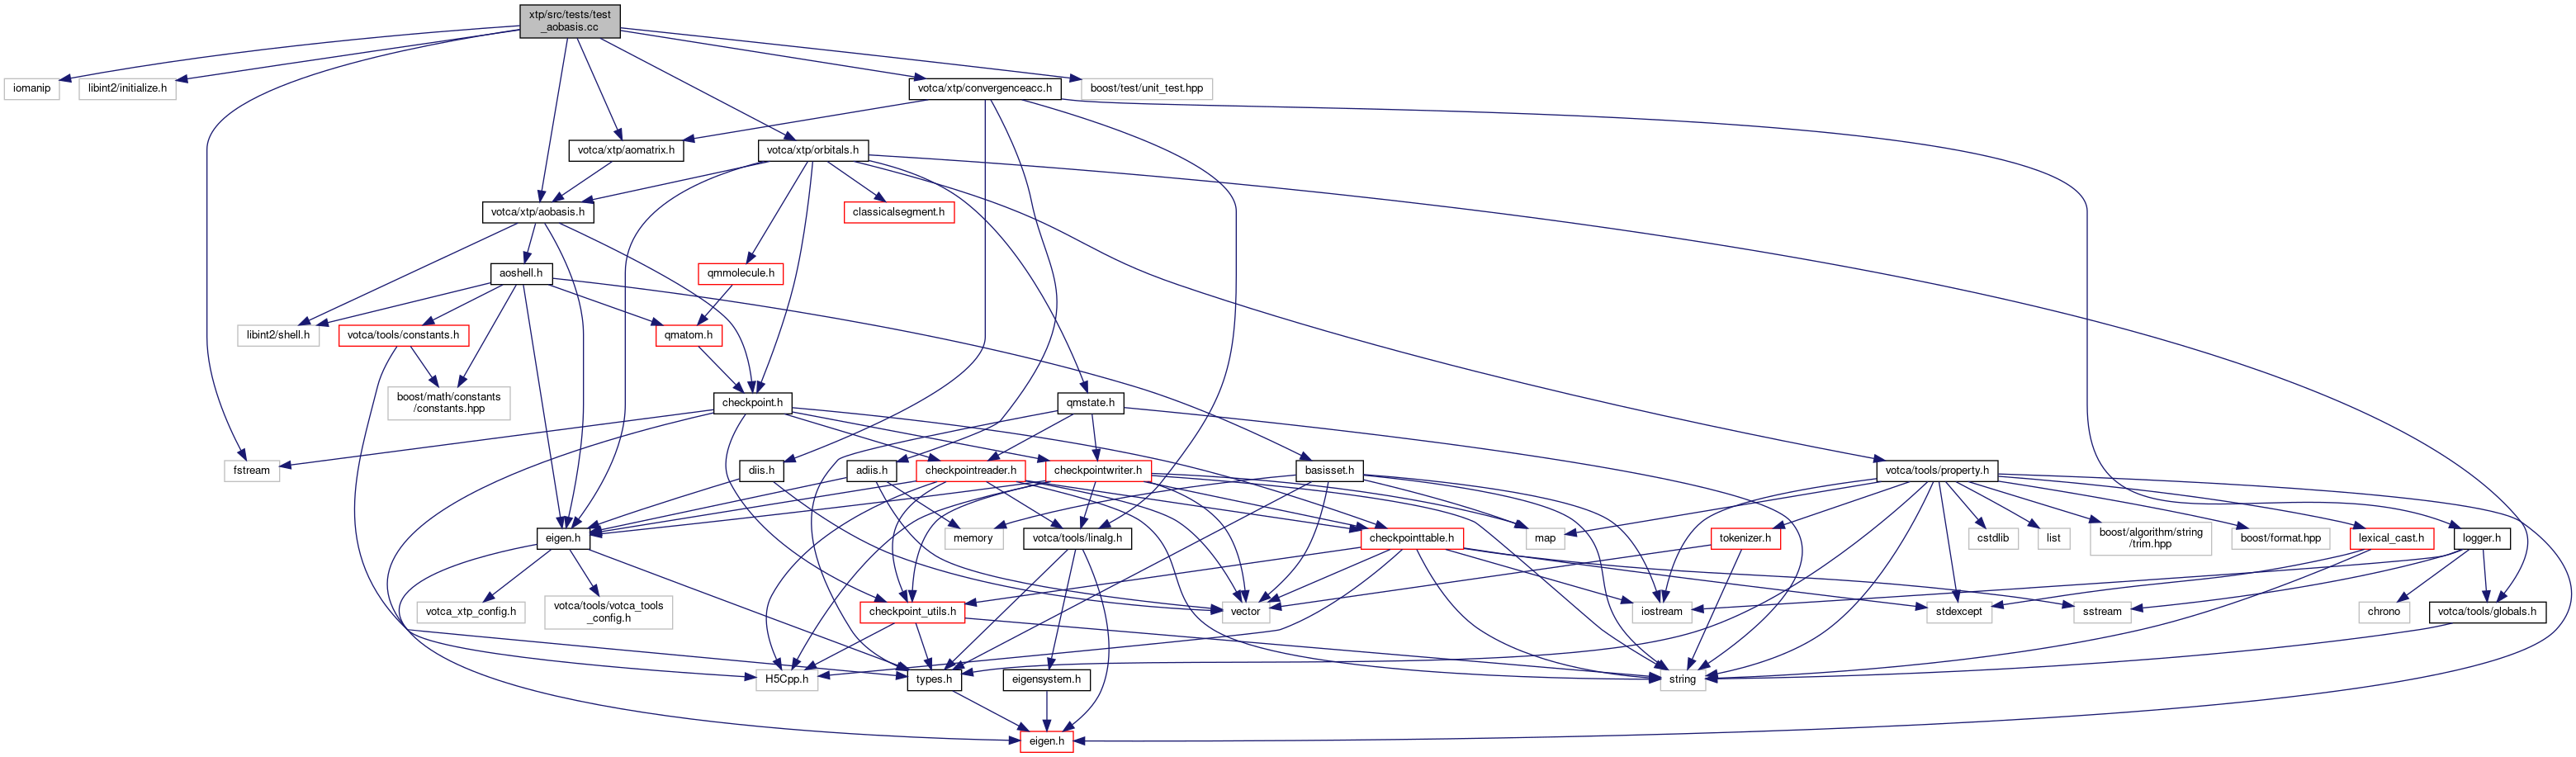 xtp/src/tests/test
_aobasis.cc
iomanip
libint2/initialize.h
votca/xtp/convergenceacc.h
boost/test/unit_test.hpp
votca/xtp/aomatrix.h
votca/xtp/orbitals.h
votca/xtp/aobasis.h
classicalsegment.h
aoshell.h
qmmolecule.h
libint2/shell.h
votca/tools/constants.h
qmatom.h
boost/math/constants
/constants.hpp
checkpoint.h
qmstate.h
fstream
diis.h
adiis.h
checkpointreader.h
checkpointwriter.h
basisset.h
votca/tools/property.h
eigen.h
memory
votca/tools/linalg.h
checkpointtable.h
map
tokenizer.h
cstdlib
list
boost/algorithm/string
/trim.hpp
boost/format.hpp
lexical_cast.h
logger.h
votca_xtp_config.h
votca/tools/votca_tools
_config.h
checkpoint_utils.h
vector
iostream
stdexcept
sstream
chrono
votca/tools/globals.h
H5Cpp.h
types.h
eigensystem.h
string
eigen.h